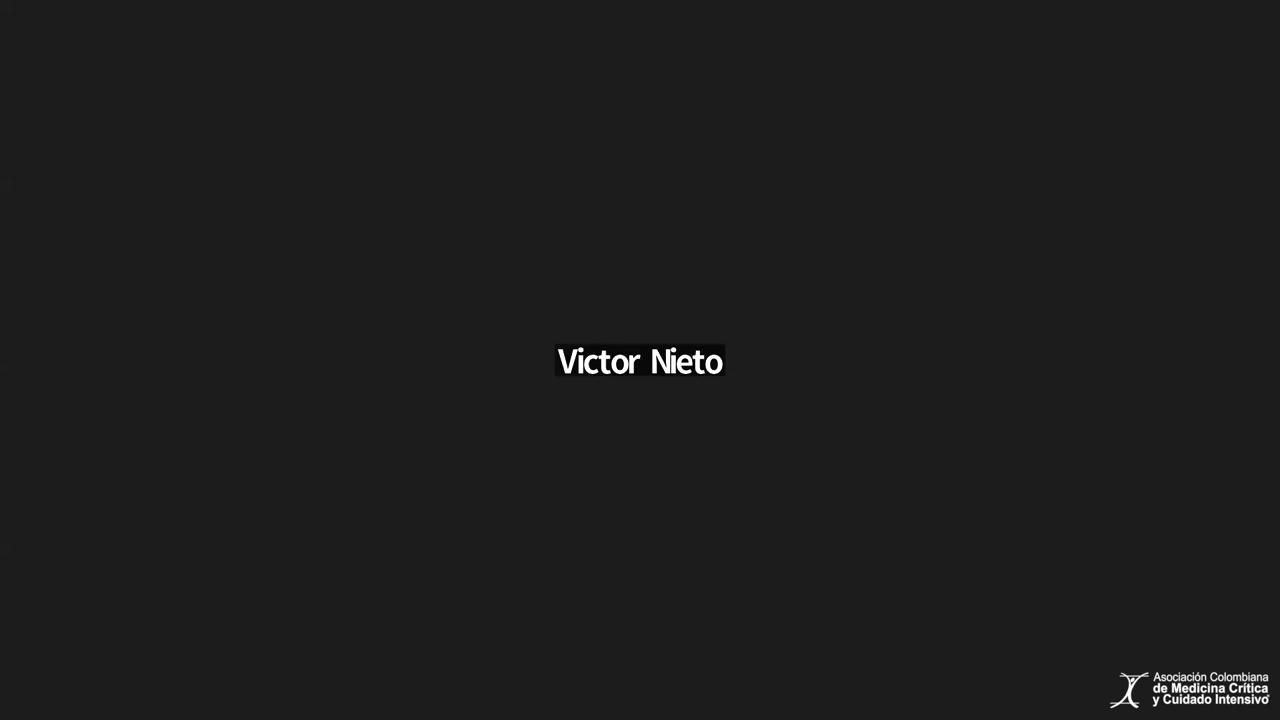 Victor Nieto
Asociación Colombiana
de Medicina Crítica
y Cuidado Intensivo